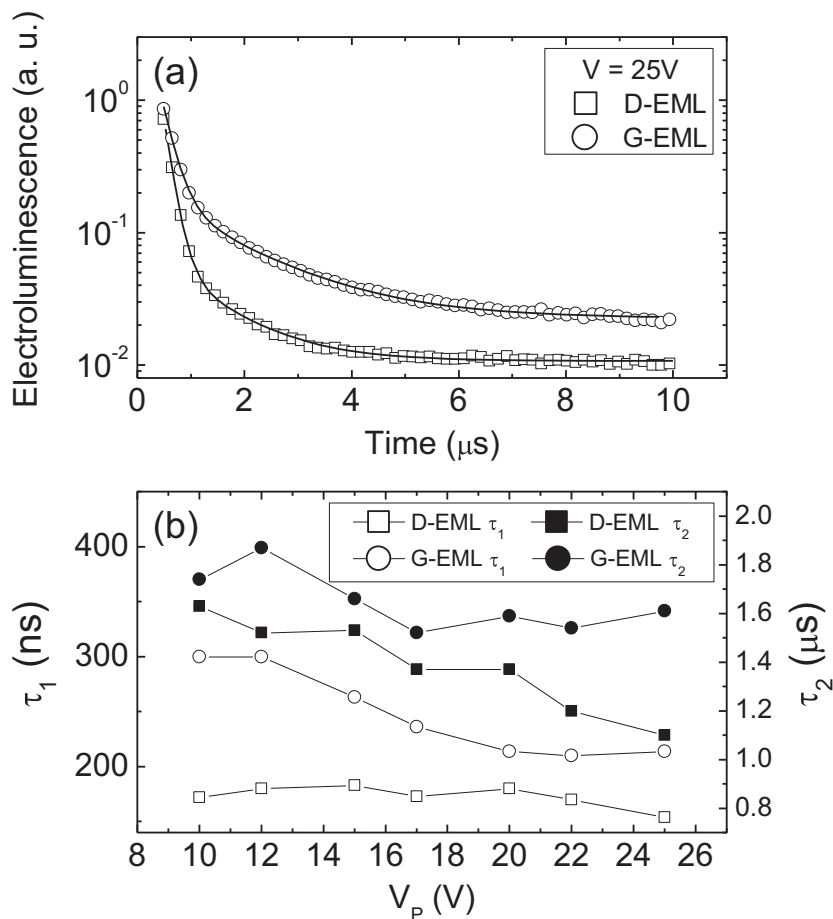 (a)
V = 25V
D-EML
G-EML
Electroluminescence (a. u.)
10⁰
10⁻¹
10⁻²
0 2 4 6 8 10
Time (μs)
(b)
D-EML τ₁ D-EML τ₂
G-EML τ₁ G-EML τ₂
τ₁ (ns)
400
300
200
τ₂ (μs)
2.0
1.8
1.6
1.4
1.2
1.0
0.8
8 10 12 14 16 18 20 22 24 26
V_P (V)